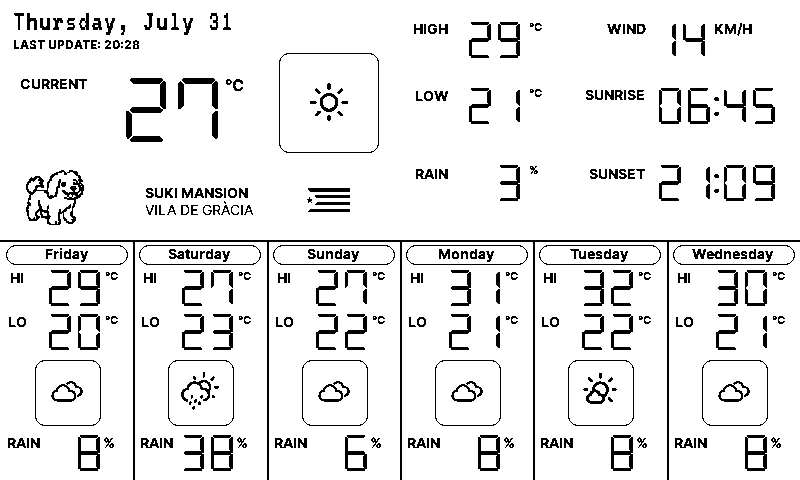 Thursday, July 31
LAST UPDATE: 20:28
CURRENT 27 °C
HIGH 29 °C
WIND 14 KM/H
LOW 21 °C
SUNRISE 06:45
RAIN 3 %
SUNSET 21:09
SUKI MANSION
VILA DE GRÀCIA
Friday
HI 29 °C
LO 20 °C
RAIN 8 %
Saturday
HI 27 °C
LO 23 °C
RAIN 38 %
Sunday
HI 27 °C
LO 22 °C
RAIN 6 %
Monday
HI 31 °C
LO 21 °C
RAIN 8 %
Tuesday
HI 32 °C
LO 22 °C
RAIN 8 %
Wednesday
HI 30 °C
LO 21 °C
RAIN 8 %